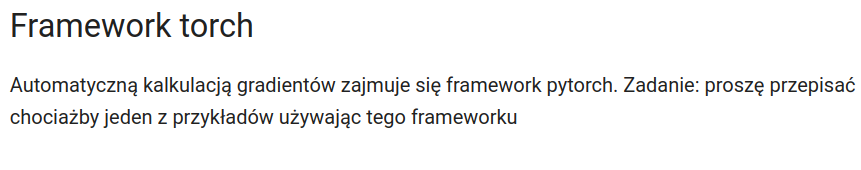 Framework torch
Automatyczną kalkulacją gradientów zajmuje się framework pytorch. Zadanie: proszę przepisać
chociażby jeden z przykładów używając tego frameworku